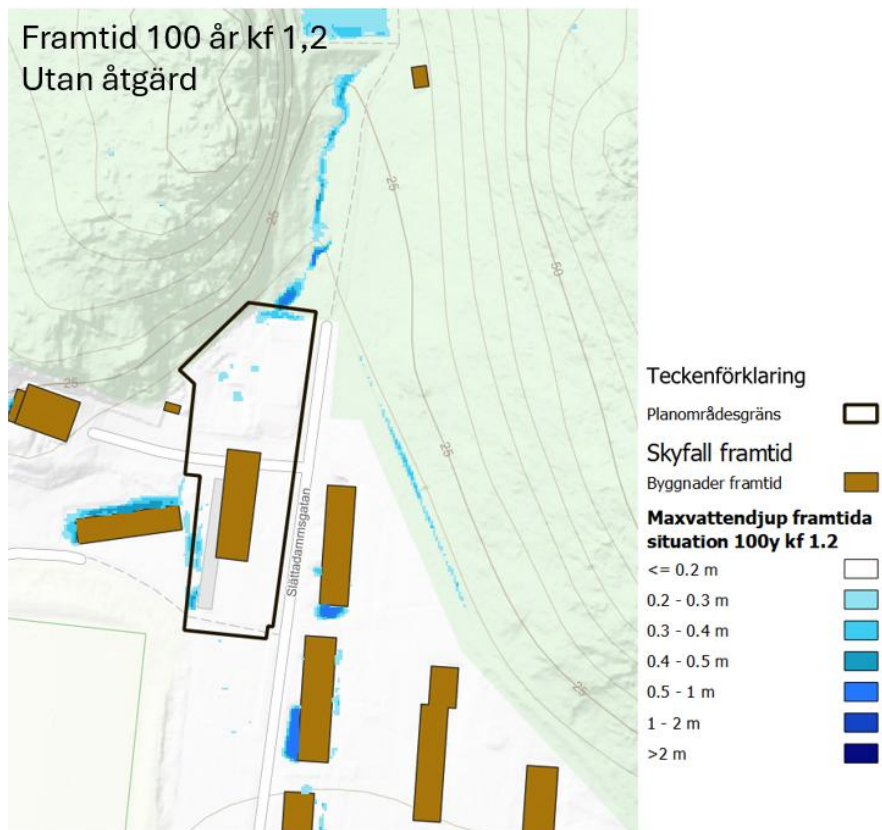 Framtid 100 år kf 1,2
Utan åtgärd
25
25
50
25
25
25
Slåttadammsgatan
Teckenförklaring
Planområdesgräns
Skyfall framtid
Byggnader framtid
Maxvattendjup framtida
situation 100y kf 1.2
<= 0.2 m
0.2 - 0.3 m
0.3 - 0.4 m
0.4 - 0.5 m
0.5 - 1 m
1 - 2 m
>2 m